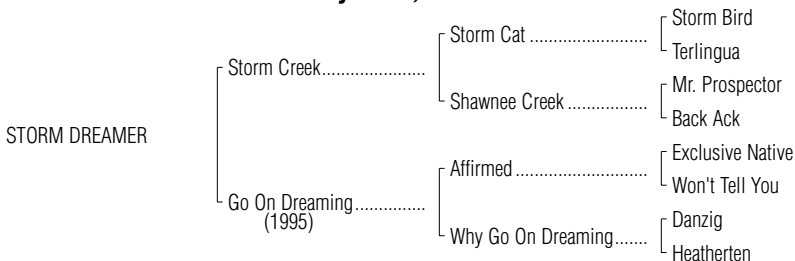 Storm Bird
Storm Cat ........................
Terlingua
Storm Creek......................
Mr. Prospector
Shawnee Creek .................
Back Ack
STORM DREAMER
Exclusive Native
Affirmed ...........................
Won't Tell You
Go On Dreaming...............
(1995)
Danzig
Why Go On Dreaming.......
Heatherten